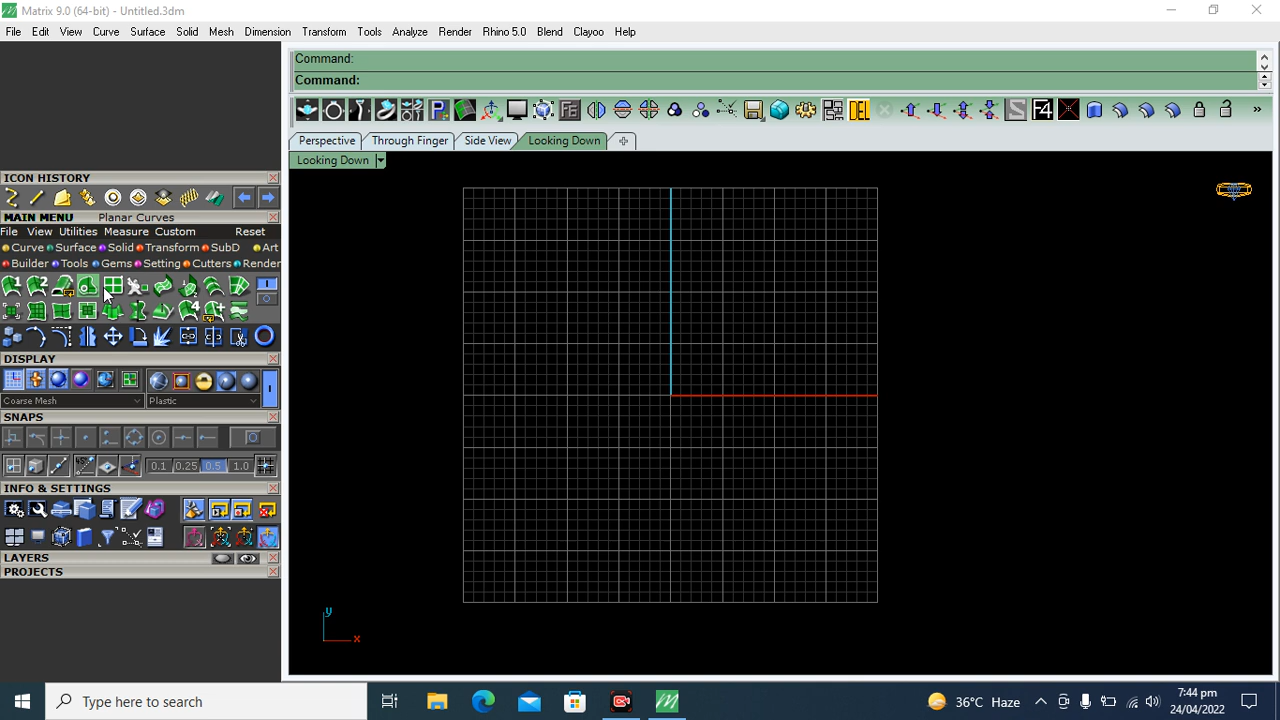 Matrix 9.0 (64-bit) - Untitled.3dm
File Edit View Curve Surface Solid Mesh Dimension Transform Tools Analyze Render Rhino 5.0 Blend Clayoo Help
Command:
Command:
DEL F4
Perspective Through Finger Side View Looking Down
Looking Down
ICON HISTORY
MAIN MENU Planar Curves
File View Utilities Measure Custom Reset
Curve Surface Solid Transform SubD Art
Builder Tools Gems Setting Cutters Render
DISPLAY
Coarse Mesh Plastic
SNAPS
0.1 0.25 0.5 1.0
INFO & SETTINGS
LAYERS
PROJECTS
y
x
Type here to search
36°C Haze
7:44 pm
24/04/2022